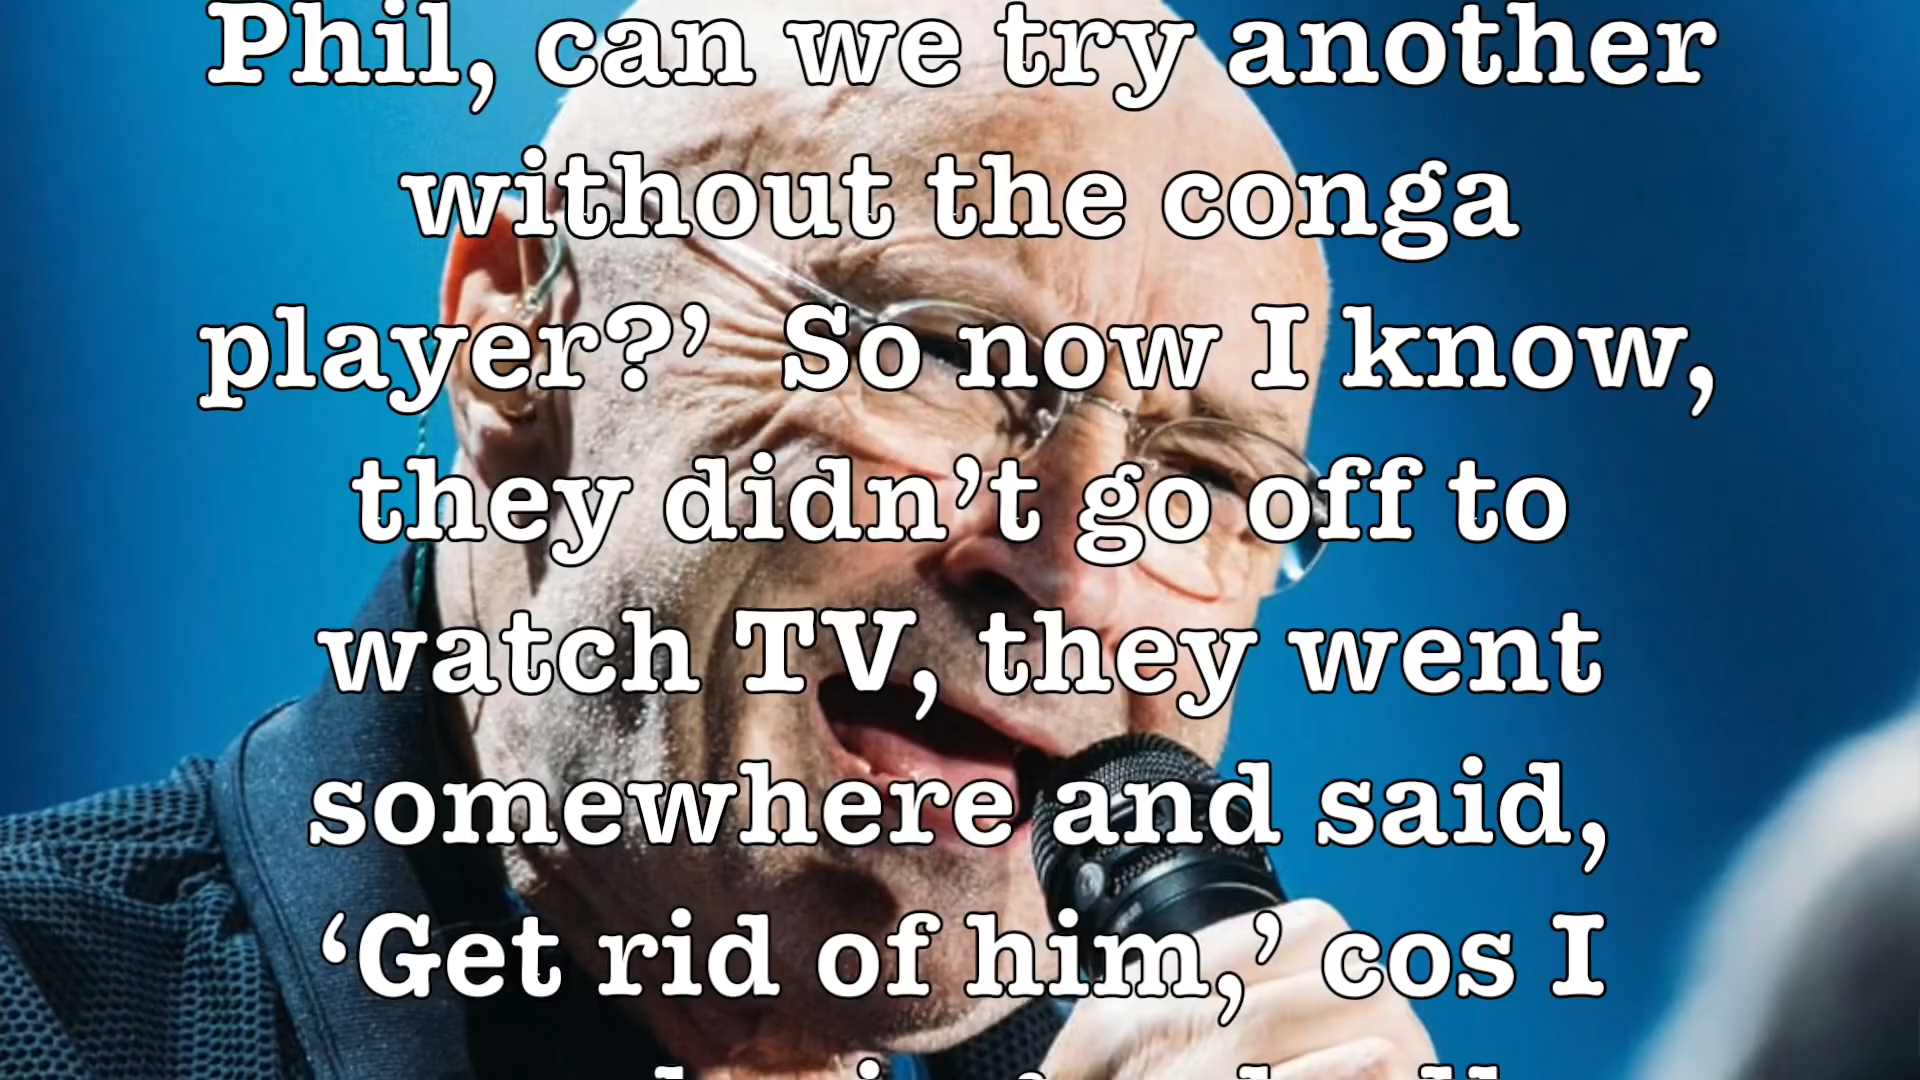 Phil, can we try another
without the conga
player?’ So now I know,
they didn’t go off to
watch TV, they went
somewhere and said,
‘Get rid of him,’ cos I